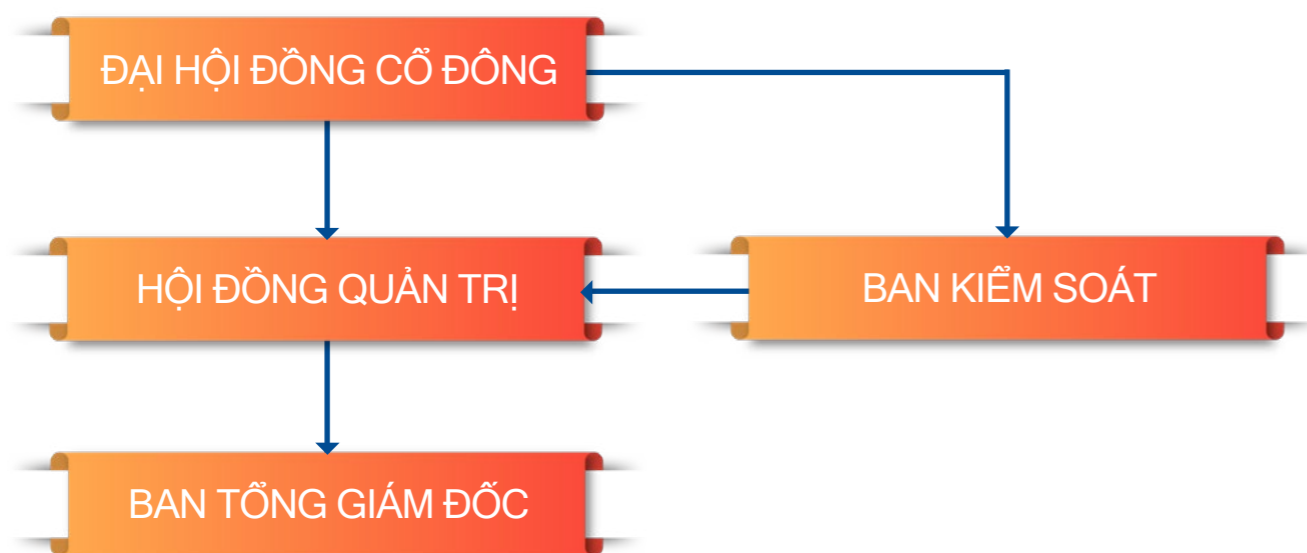 ĐẠI HỘI ĐỒNG CỔ ĐÔNG
HỘI ĐỒNG QUẢN TRỊ
BAN KIỂM SOÁT
BAN TỔNG GIÁM ĐỐC